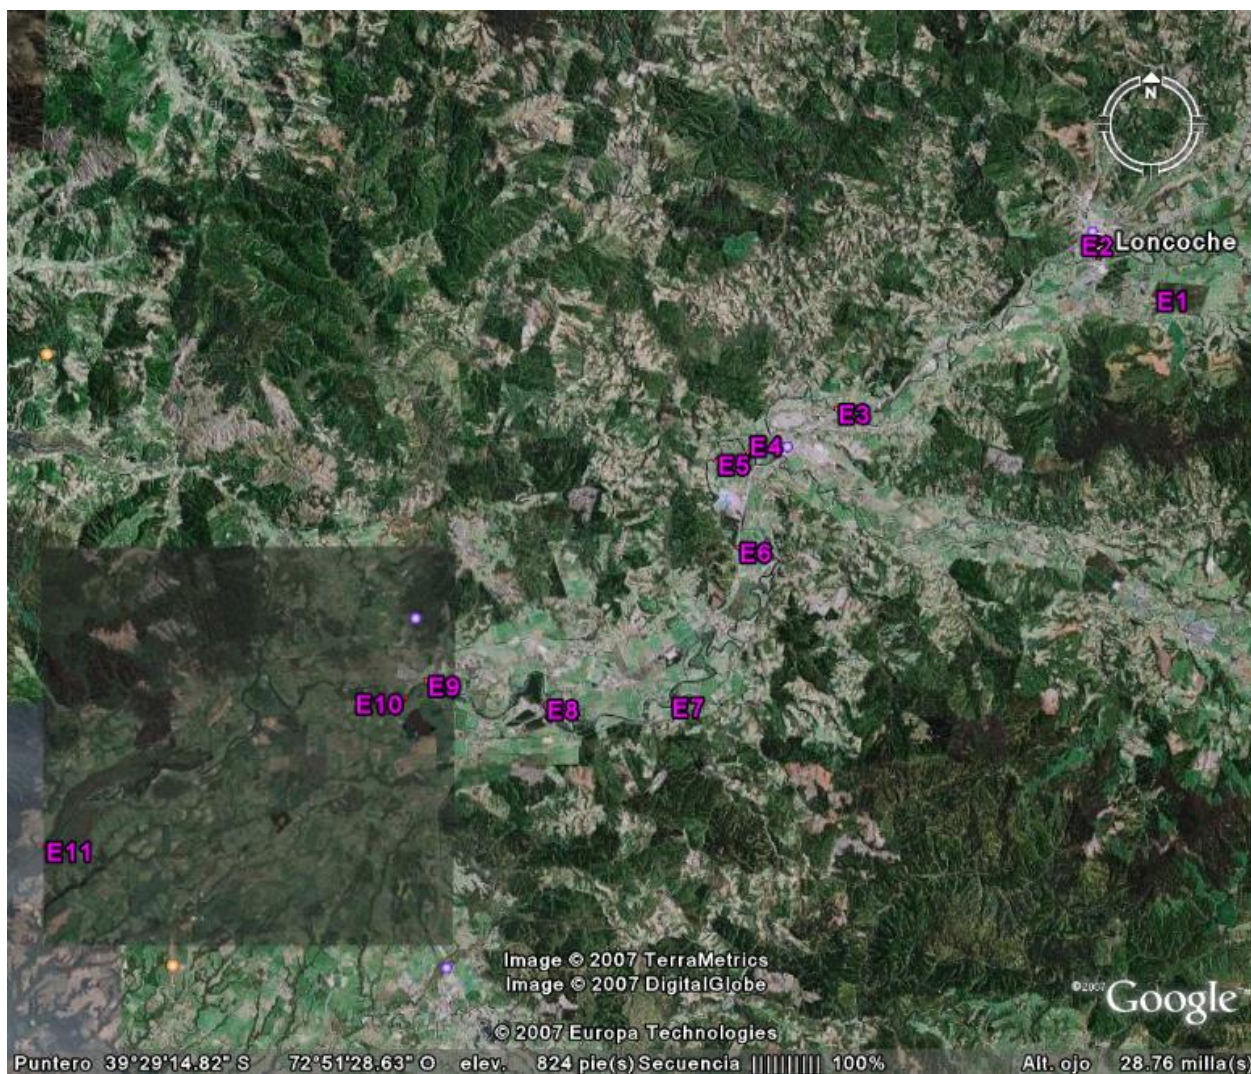 N
E2 Loncoche
E1
E3
E4
E5
E6
E9
E10
E8
E7
E11
Image © 2007 TerraMetrics
Image © 2007 DigitalGlobe
© 2007 Europa Technologies
©2007 Google
Puntero 39°29'14.82" S 72°51'28.63" O elev. 824 pie(s) Secuencia |||||||||| 100% Alt. ojo 28.76 milla(s)